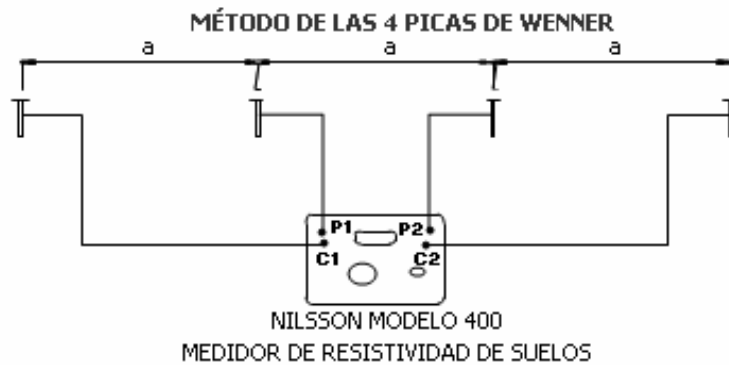 MÉTODO DE LAS 4 PICAS DE WENNER
a a a
P1 P2
C1 C2
NILSSON MODELO 400
MEDIDOR DE RESISTIVIDAD DE SUELOS